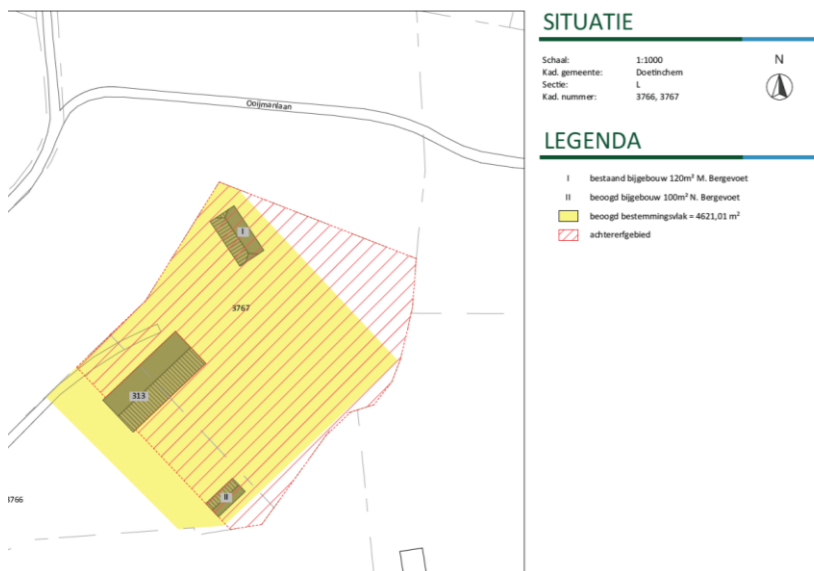 Ooijmanlaan
I
3767
313
II
3766
SITUATIE
Schaal: 1:1000
Kad. gemeente: Doetinchem
Sectie: L
Kad. nummer: 3766, 3767
N
LEGENDA
I bestaand bijgebouw 120m² M. Bergevoet
II beoogd bijgebouw 100m² N. Bergevoet
beoogd bestemmingsvlak = 4621,01 m²
achtererfgebied